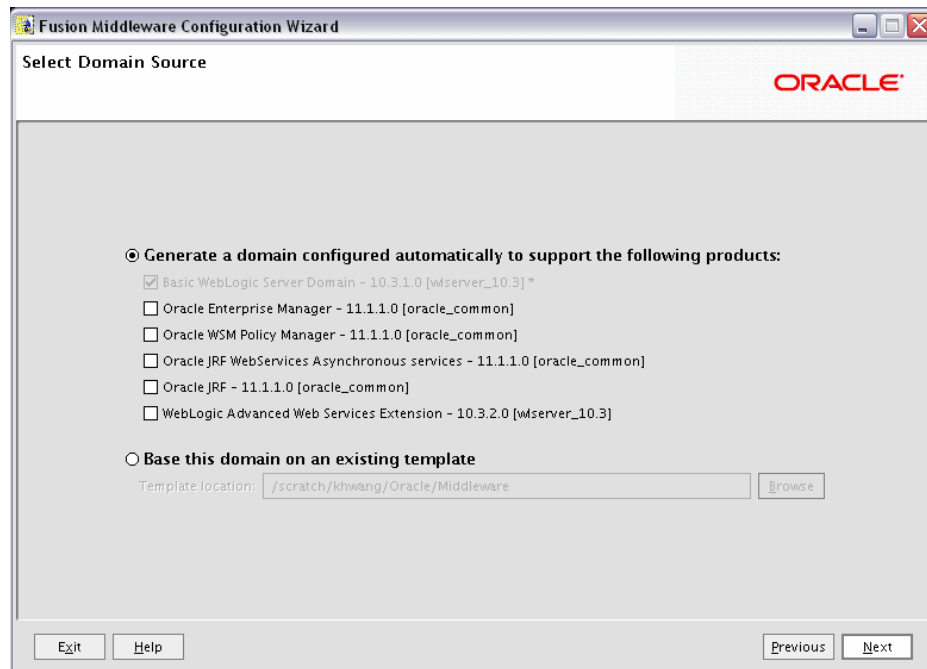 Fusion Middleware Configuration Wizard
Select Domain Source
ORACLE
Generate a domain configured automatically to support the following products:
Basic WebLogic Server Domain - 10.3.1.0 [wlserver_10.3] *
Oracle Enterprise Manager - 11.1.1.0 [oracle_common]
Oracle WSM Policy Manager - 11.1.1.0 [oracle_common]
Oracle JRF WebServices Asynchronous services - 11.1.1.0 [oracle_common]
Oracle JRF - 11.1.1.0 [oracle_common]
WebLogic Advanced Web Services Extension - 10.3.2.0 [wlserver_10.3]
Base this domain on an existing template
Template location: /scratch/khwang/Oracle/Middleware Browse
Exit Help Previous Next